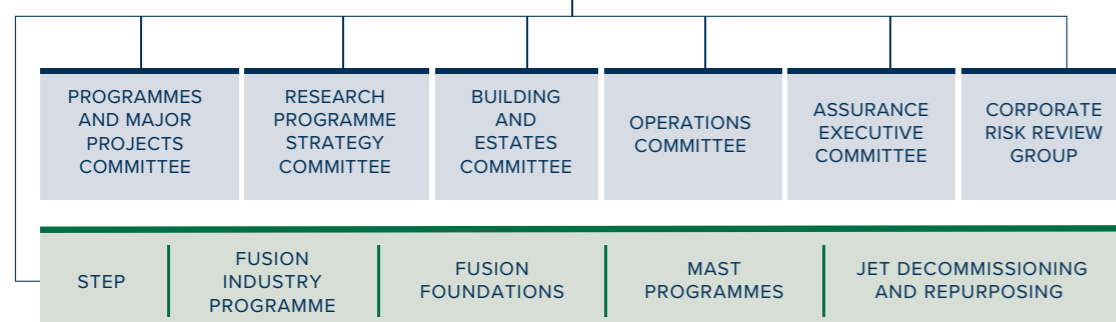 PROGRAMMES
AND MAJOR
PROJECTS
COMMITTEE
RESEARCH
PROGRAMME
STRATEGY
COMMITTEE
BUILDING
AND
ESTATES
COMMITTEE
OPERATIONS
COMMITTEE
ASSURANCE
EXECUTIVE
COMMITTEE
CORPORATE
RISK REVIEW
GROUP
STEP
FUSION
INDUSTRY
PROGRAMME
FUSION
FOUNDATIONS
MAST
PROGRAMMES
JET DECOMMISSIONING
AND REPURPOSING